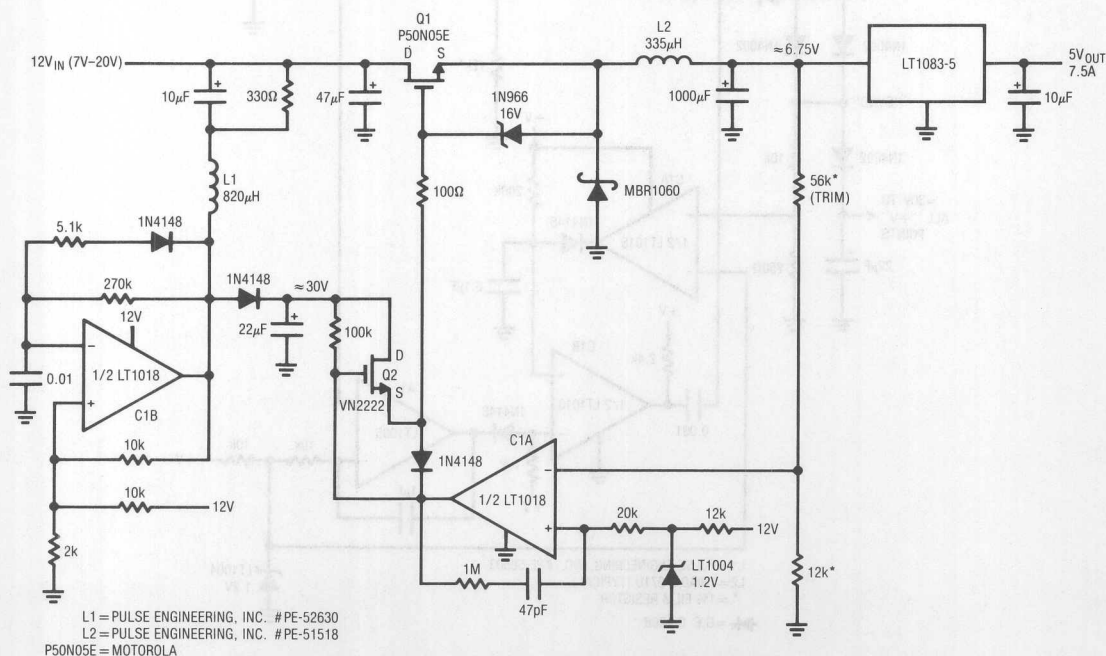 Q1
P50N05E
D
S
L2
335µH
≈6.75V
LT1083-5
5VOUT
7.5A
12VIN (7V–20V)
10µF
330Ω
47µF
1N966
16V
1000µF
10µF
L1
820µH
100Ω
MBR1060
56k*
(TRIM)
5.1k
1N4148
270k
1N4148
≈30V
12V
22µF
100k
D
Q2
S
VN2222
0.01
−
1/2 LT1018
+
C1B
10k
10k
12V
2k
1N4148
C1A
1/2 LT1018
−
+
20k
12k
12V
LT1004
1.2V
12k*
1M
47pF
L1 = PULSE ENGINEERING, INC. #PE-52630
L2 = PULSE ENGINEERING, INC. #PE-51518
P50N05E = MOTOROLA